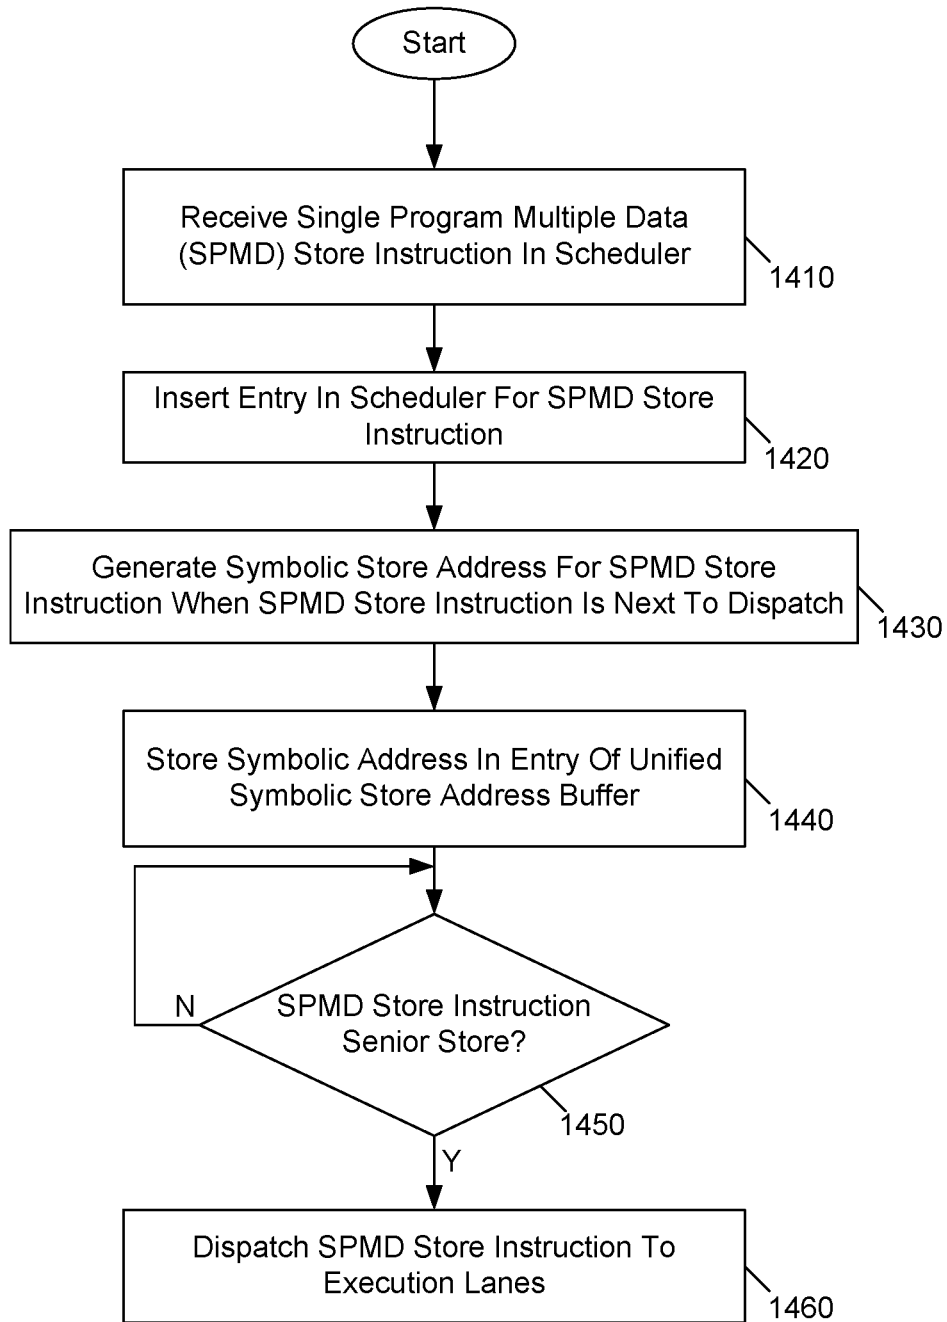 Start
Receive Single Program Multiple Data
(SPMD) Store Instruction In Scheduler
1410
Insert Entry In Scheduler For SPMD Store
Instruction
1420
Generate Symbolic Store Address For SPMD Store
Instruction When SPMD Store Instruction Is Next To Dispatch
1430
Store Symbolic Address In Entry Of Unified
Symbolic Store Address Buffer
1440
SPMD Store Instruction
Senior Store?
N
1450
Y
Dispatch SPMD Store Instruction To
Execution Lanes
1460